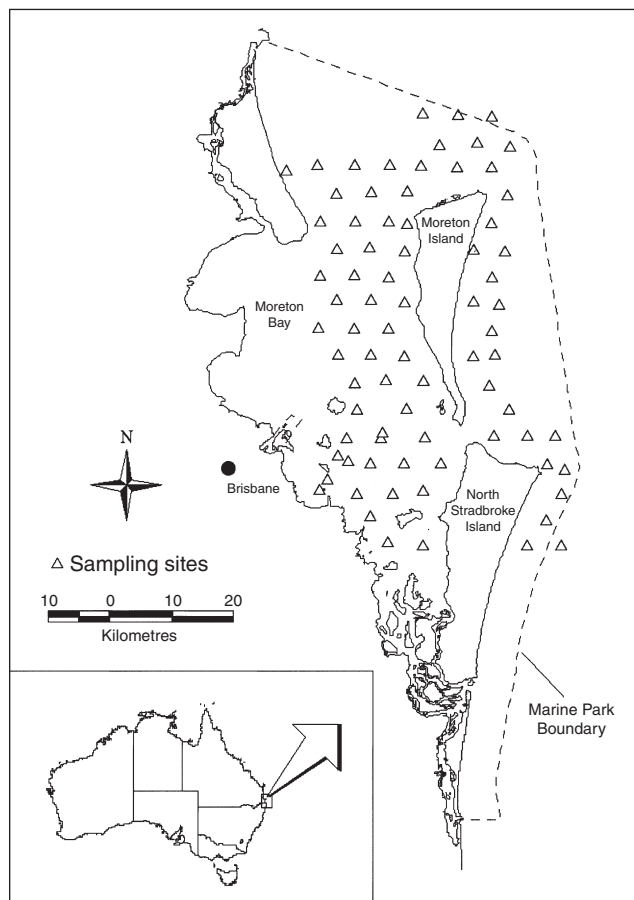 Moreton
Island
Moreton
Bay
N
Brisbane
North
Stradbroke
Island
Sampling sites
10 0 10 20
Kilometres
Marine Park
Boundary